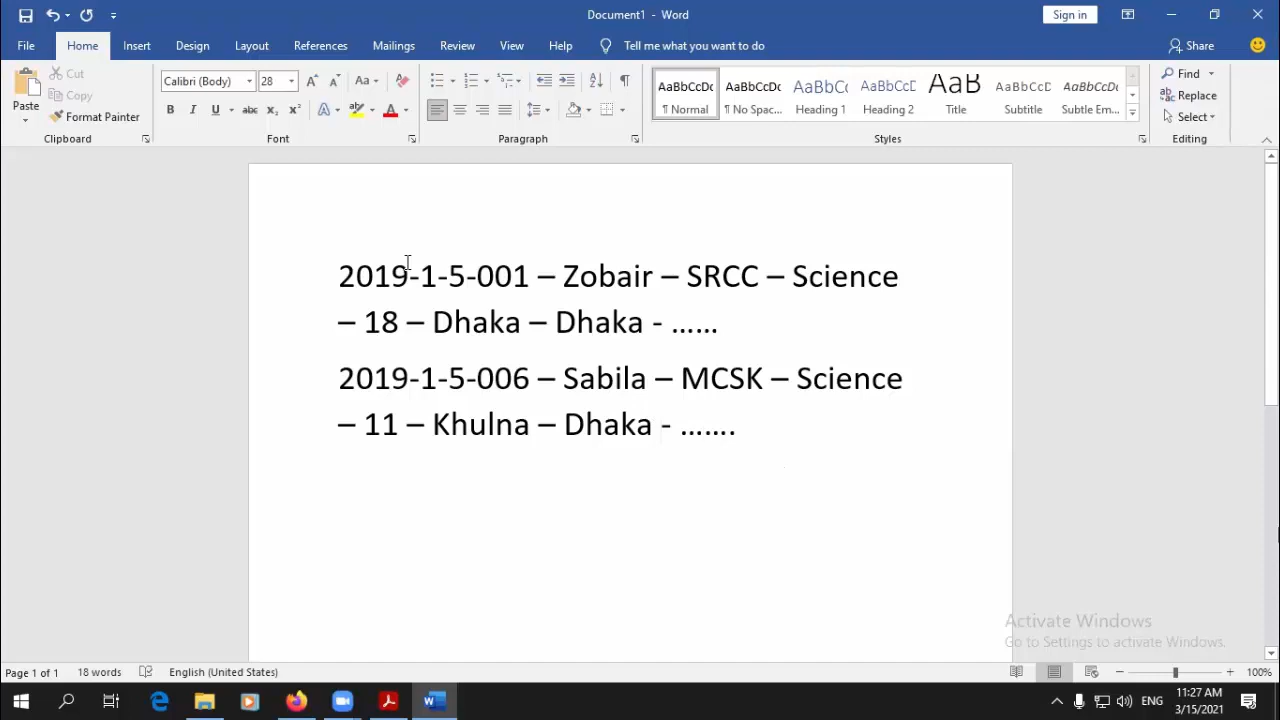 Document1 - Word
Sign in
File Home Insert Design Layout References Mailings Review View Help Tell me what you want to do Share
Paste
Cut
Copy
Format Painter
Clipboard
Calibri (Body) 28
Font
Paragraph
AaBbCcDc AaBbCcDc AaBbCc AaBbCcC AaB AaBbCcD AaBbCcDc
¶ Normal ¶ No Spac... Heading 1 Heading 2 Title Subtitle Subtle Em...
Styles
Find
Replace
Select
Editing
2019-1-5-001 – Zobair – SRCC – Science
– 18 – Dhaka – Dhaka - ……
2019-1-5-006 – Sabila – MCSK – Science
– 11 – Khulna – Dhaka - …….
Activate Windows
Go to Settings to activate Windows.
Page 1 of 1 18 words English (United States) 100%
ENG 11:27 AM
3/15/2021